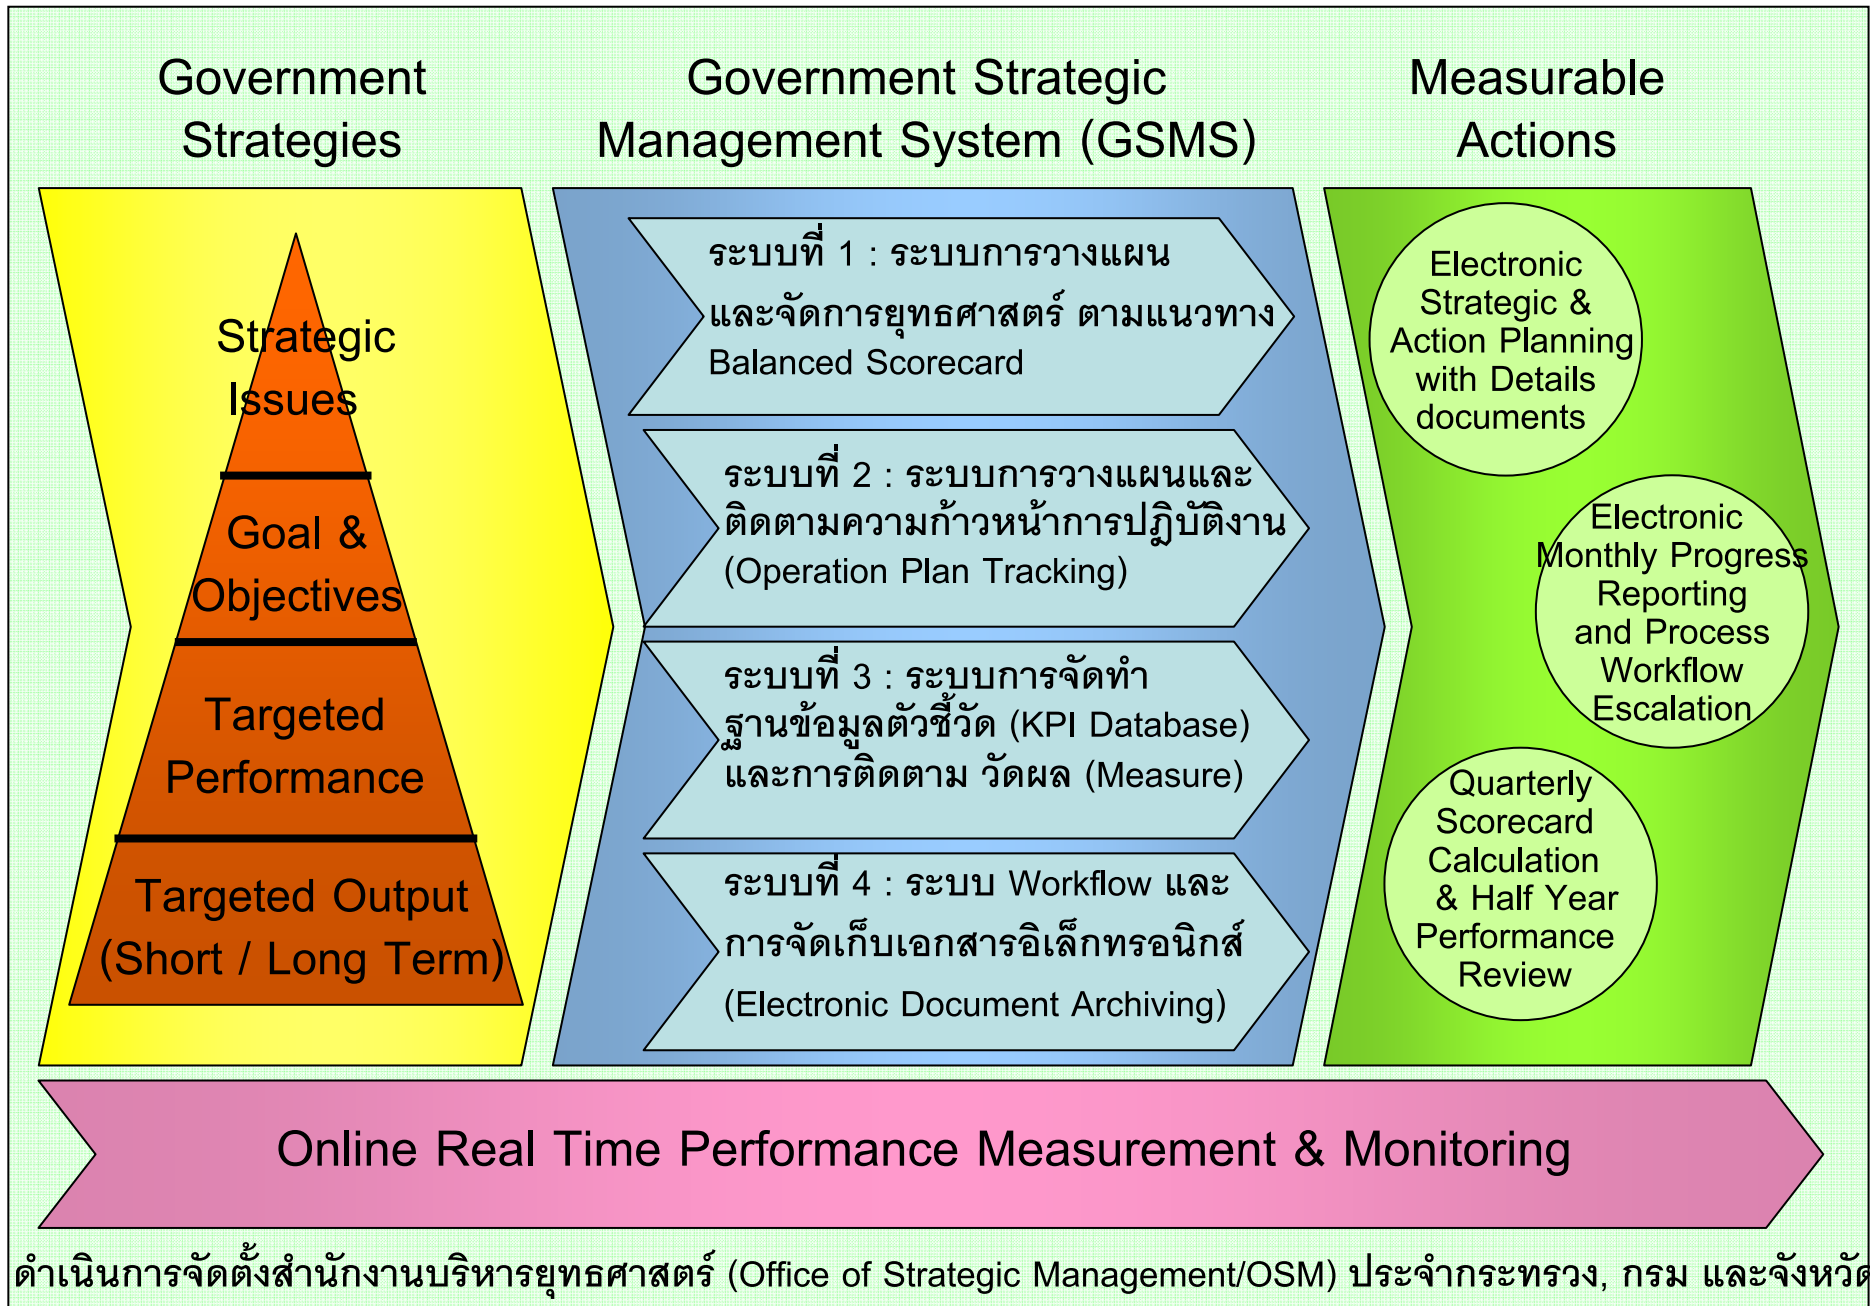 Government
Strategies
Government Strategic
Management System (GSMS)
Measurable
Actions
Strategic
Issues
Goal &
Objectives
Targeted
Performance
Targeted Output
(Short / Long Term)
ระบบที่ 1 : ระบบการวางแผน
และจัดการยุทธศาสตร์ ตามแนวทาง
Balanced Scorecard
ระบบที่ 2 : ระบบการวางแผนและ
ติดตามความก้าวหน้าการปฎิบัติงาน
(Operation Plan Tracking)
ระบบที่ 3 : ระบบการจัดทำ
ฐานข้อมูลตัวชี้วัด (KPI Database)
และการติดตาม วัดผล (Measure)
ระบบที่ 4 : ระบบ Workflow และ
การจัดเก็บเอกสารอิเล็กทรอนิกส์
(Electronic Document Archiving)
Electronic
Strategic &
Action Planning
with Details
documents
Electronic
Monthly Progress
Reporting
and Process
Workflow
Escalation
Quarterly
Scorecard
Calculation
& Half Year
Performance
Review
Online Real Time Performance Measurement & Monitoring
ดำเนินการจัดตั้งสำนักงานบริหารยุทธศาสตร์ (Office of Strategic Management/OSM) ประจำกระทรวง, กรม และจังหวัด